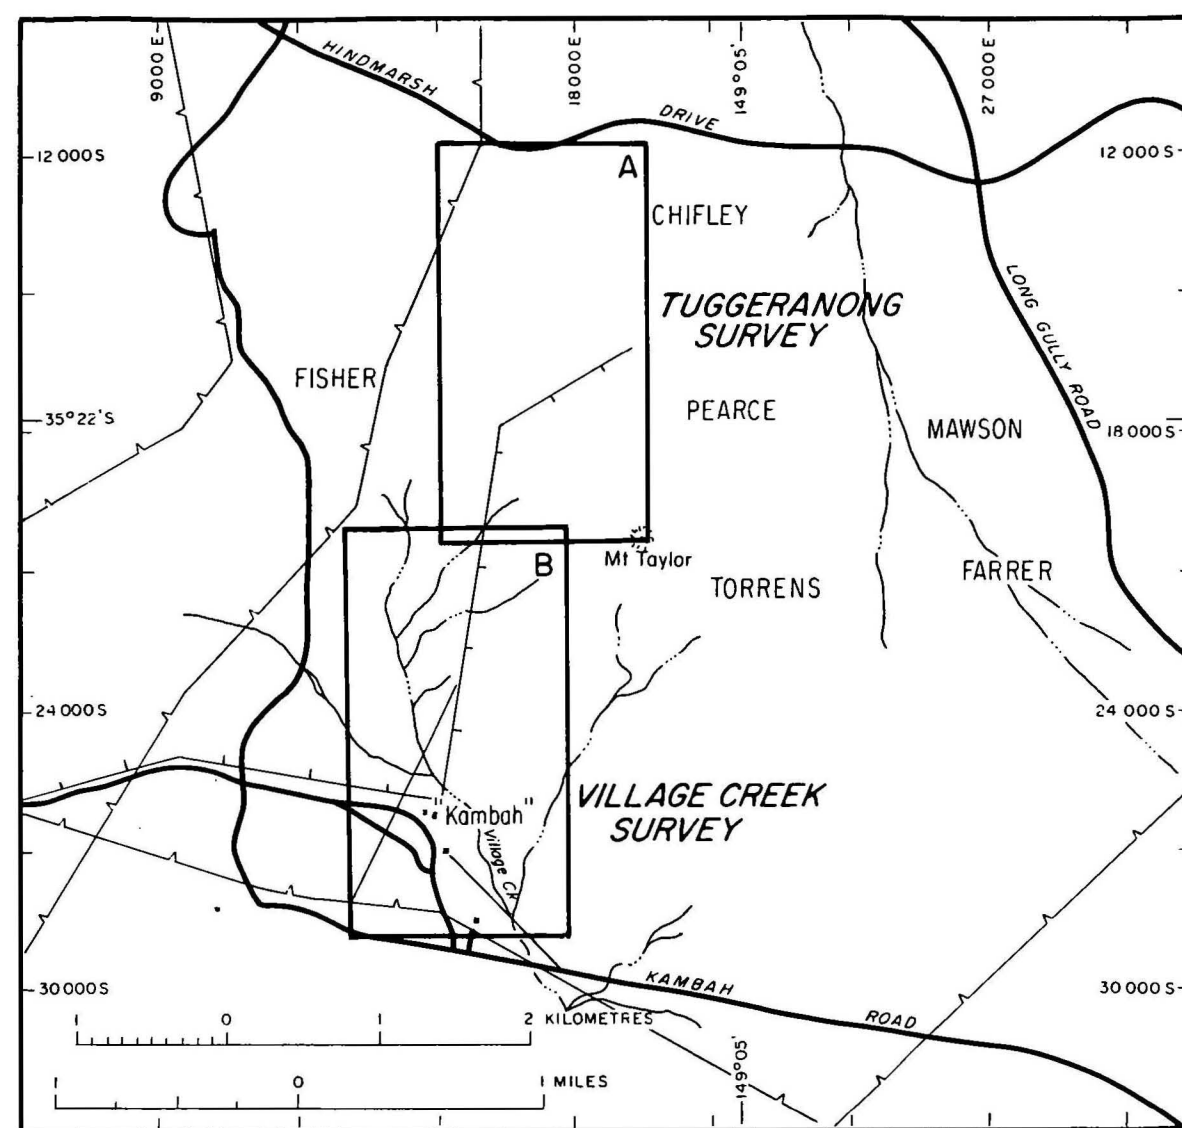 9000 E
HINDMARSH
18000 E
149°05'
27000 E
DRIVE
12 000 S
12 000 S
A
CHIFLEY
LONG GULLY ROAD
TUGGERANONG
SURVEY
FISHER
PEARCE
35° 22' S
MAWSON
18 000 S
B
Mt Taylor
FARRER
TORRENS
24 000 S
24 000 S
VILLAGE CREEK
SURVEY
"Kambah"
Village Ck
30 000 S
KAMBAH
30 000 S
ROAD
1 0 1 2 KILOMETRES
149°05'
1 0 1 MILES